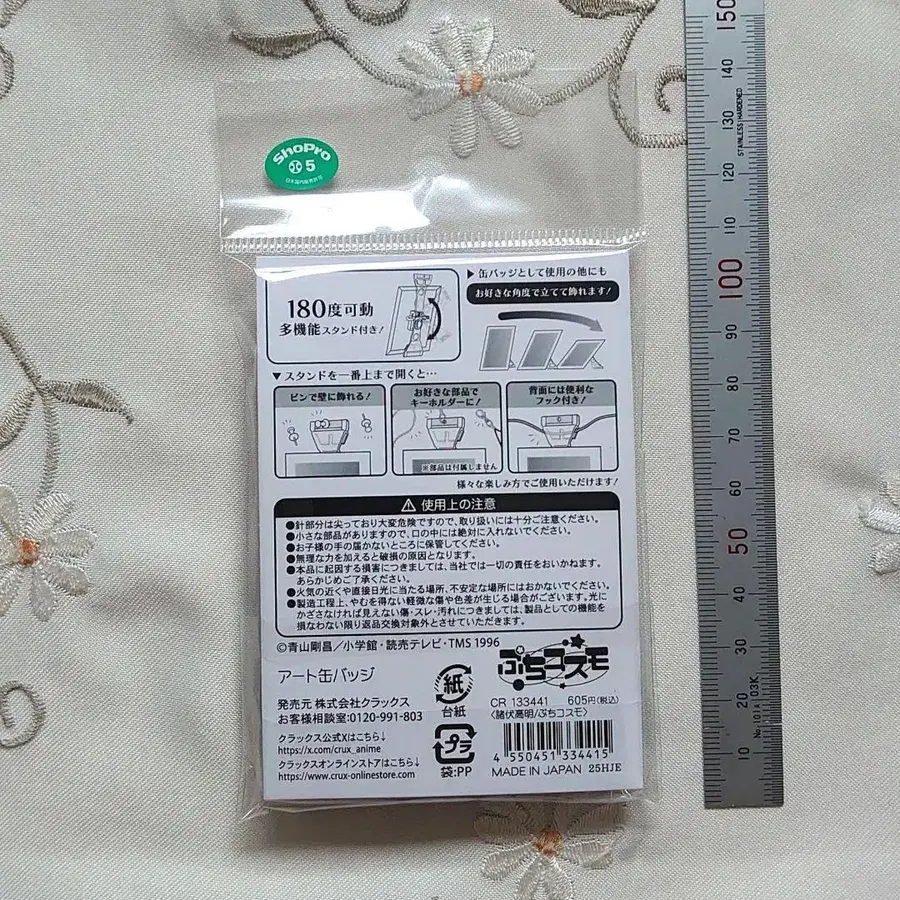 ShoPro
5
日本国内販売許諾
180度可動
多機能スタンド付き!
▶缶バッジとして使用の他にも
お好きな角度で立てて飾れます!
▼スタンドを一番上まで開くと…
ピンで壁に飾れる!
お好きな部品で
キーホルダーに!
※部品は付属しません
背面には便利な
フック付き!
様々な楽しみ方でご使用いただけます!
⚠使用上の注意
●針部分は尖っており大変危険ですので、取り扱いには十分ご注意ください。
●小さな部品がありますので、口の中には絶対に入れないでください。
●お子様の手の届かないところに保管してください。
●無理な力を加えると破損の原因となります。
●本品に起因する損害につきましては、当社では一切の責任をおいかねます。
あらかじめご了承ください。
●火気の近くや直接日光に当たる場所、不安定な場所にはおかないでください。
●製造工程上、やむを得ない軽微な傷や色差が生じる場合がございます。光に
かざさなければ見えない傷・スレ・汚れにつきましては、製品としての機能を
損なわない限り返品交換対象外とさせていただきます。
©青山剛昌/小学館・読売テレビ・TMS 1996
アート缶バッジ
発売元 株式会社クラックス
お客様相談室:0120-991-803
クラックス公式Xはこちら↓
https://x.com/crux_anime
クラックスオンラインストアはこちら↓
https://www.crux-onlinestore.com
紙
台紙
プラ
袋:PP
ぷちコスモ
CR 133441 605円(税込)
〈諸伏高明/ぷちコスモ〉
4 550451 334415
MADE IN JAPAN 25HJE
150
140
130
120
110
100
90
80
70
60
50
40
30
20
10
STAINLESS HARDENED